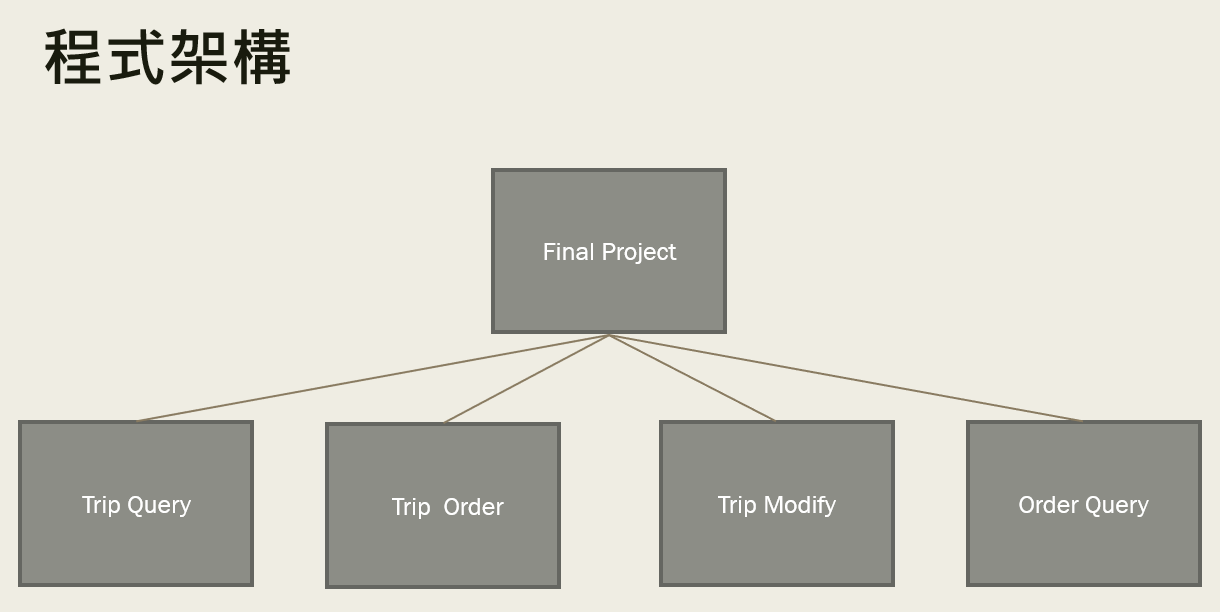 程式架構
Final Project
Trip Query
Trip  Order
Trip Modify
Order Query